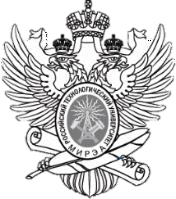 РОССИЙСКИЙ ТЕХНОЛОГИЧЕСКИЙ УНИВЕРСИТЕТ
МИРЭА